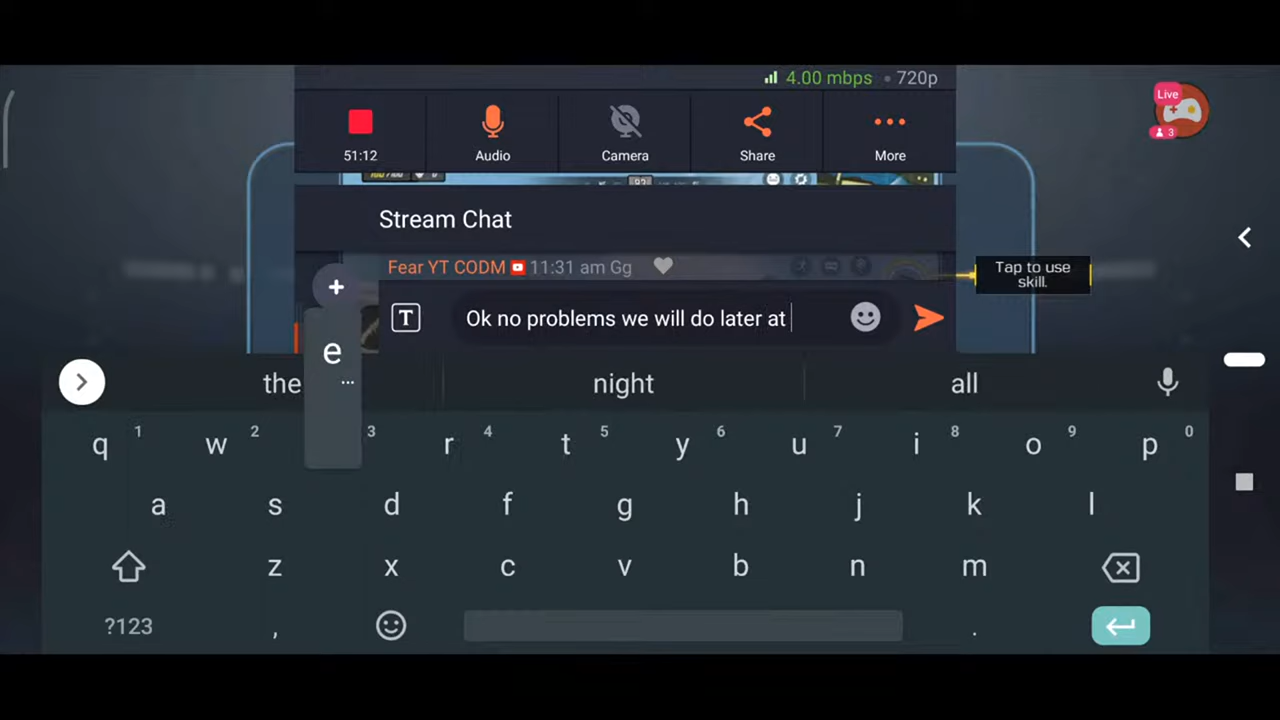 4.00 mbps • 720p
Live
3
51:12
Audio
Camera
Share
More
93
Stream Chat
Fear YT CODM 11:31 am Gg
Tap to use
skill.
+
T
Ok no problems we will do later at
e
...
the
night
all
q 1 w 2 3 r 4 t 5 y 6 u 7 i 8 o 9 p 0
a s d f g h j k l
z x c v b n m
?123 , .